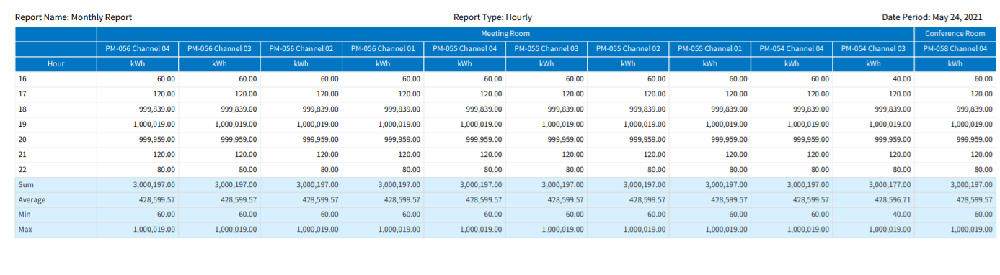 Report Name: Monthly Report Report Type: Hourly Date Period: May 24, 2021
Meeting Room Conference Room
PM-056 Channel 04 PM-056 Channel 03 PM-056 Channel 02 PM-056 Channel 01 PM-055 Channel 04 PM-055 Channel 03 PM-055 Channel 02 PM-055 Channel 01 PM-054 Channel 04 PM-054 Channel 03 PM-058 Channel 04
Hour kWh kWh kWh kWh kWh kWh kWh kWh kWh kWh kWh
16 60.00 60.00 60.00 60.00 60.00 60.00 60.00 60.00 60.00 40.00 60.00
17 120.00 120.00 120.00 120.00 120.00 120.00 120.00 120.00 120.00 120.00 120.00
18 999,839.00 999,839.00 999,839.00 999,839.00 999,839.00 999,839.00 999,839.00 999,839.00 999,839.00 999,839.00 999,839.00
19 1,000,019.00 1,000,019.00 1,000,019.00 1,000,019.00 1,000,019.00 1,000,019.00 1,000,019.00 1,000,019.00 1,000,019.00 1,000,019.00 1,000,019.00
20 999,959.00 999,959.00 999,959.00 999,959.00 999,959.00 999,959.00 999,959.00 999,959.00 999,959.00 999,959.00 999,959.00
21 120.00 120.00 120.00 120.00 120.00 120.00 120.00 120.00 120.00 120.00 120.00
22 80.00 80.00 80.00 80.00 80.00 80.00 80.00 80.00 80.00 80.00 80.00
Sum 3,000,197.00 3,000,197.00 3,000,197.00 3,000,197.00 3,000,197.00 3,000,197.00 3,000,197.00 3,000,197.00 3,000,197.00 3,000,177.00 3,000,197.00
Average 428,599.57 428,599.57 428,599.57 428,599.57 428,599.57 428,599.57 428,599.57 428,599.57 428,599.57 428,596.71 428,599.57
Min 60.00 60.00 60.00 60.00 60.00 60.00 60.00 60.00 60.00 40.00 60.00
Max 1,000,019.00 1,000,019.00 1,000,019.00 1,000,019.00 1,000,019.00 1,000,019.00 1,000,019.00 1,000,019.00 1,000,019.00 1,000,019.00 1,000,019.00